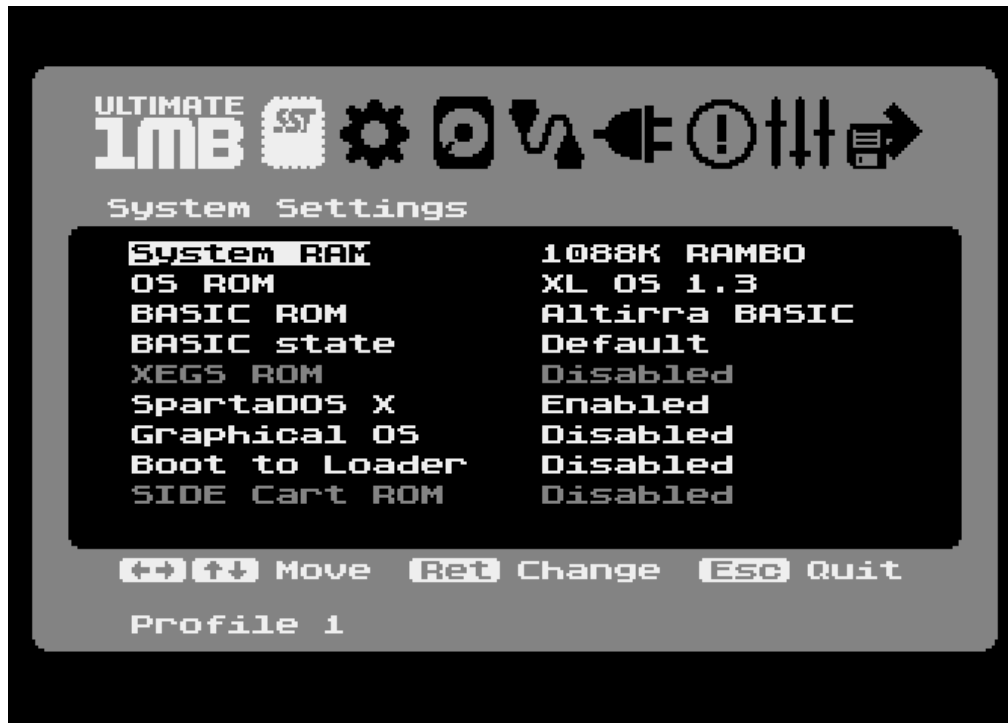 ULTIMATE
1MB
SST
System Settings
System RAM 1088K RAMBO
OS ROM XL OS 1.3
BASIC ROM Altirra BASIC
BASIC state Default
XEGS ROM Disabled
SpartaDOS X Enabled
Graphical OS Disabled
Boot to Loader Disabled
SIDE Cart ROM Disabled
←→ ↑↓ Move Ret Change Esc Quit
Profile 1